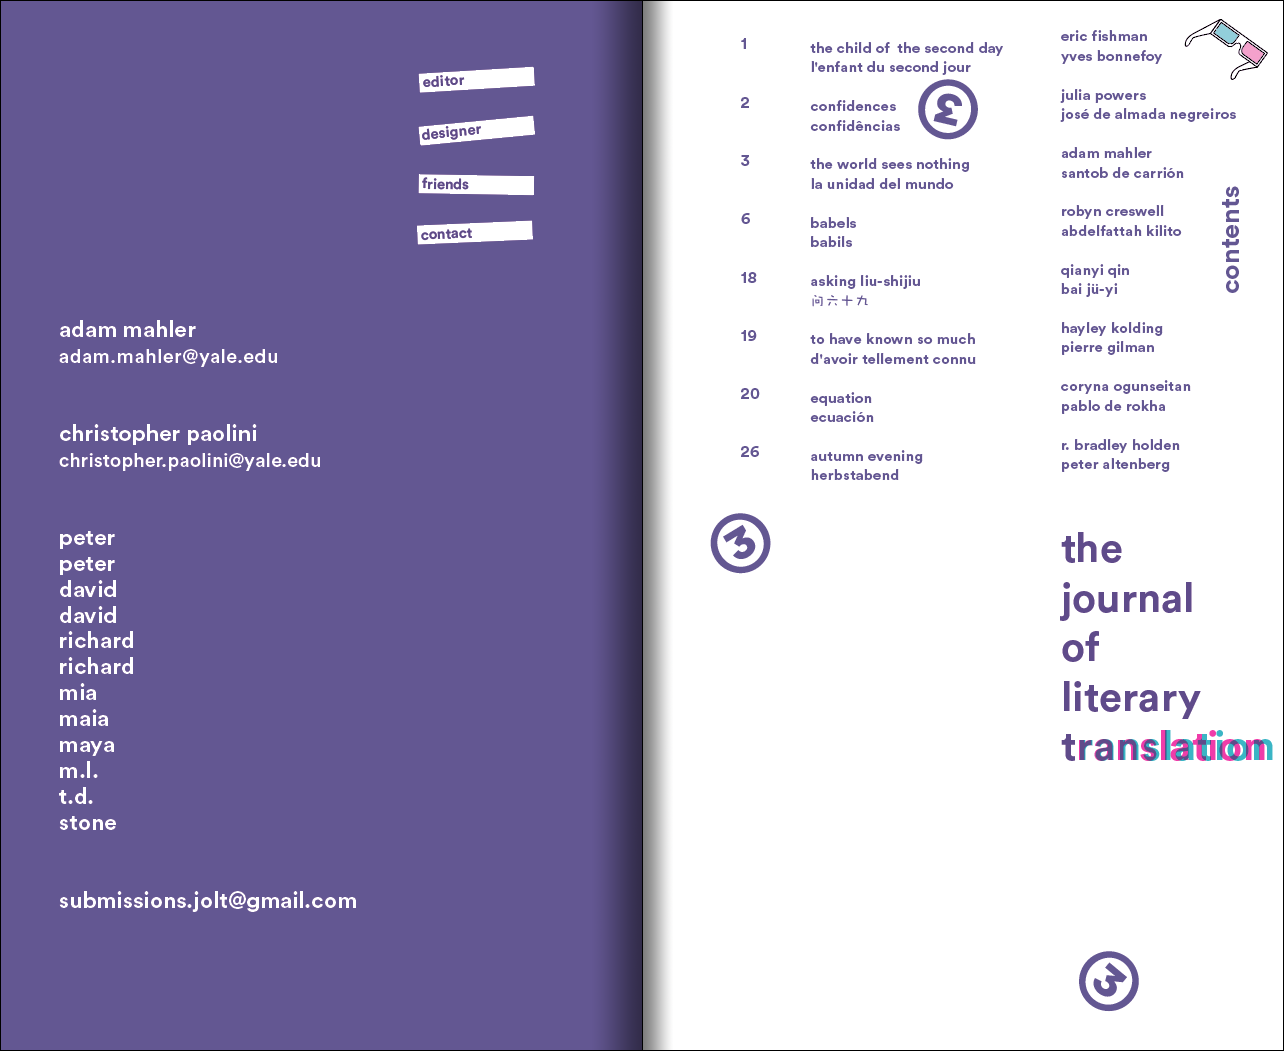 editor
designer
friends
contact
adam mahler
adam.mahler@yale.edu
christopher paolini
christopher.paolini@yale.edu
peter
peter
david
david
richard
richard
mia
maia
maya
m.l.
t.d.
stone
submissions.jolt@gmail.com
1
the child of  the second day
l'enfant du second jour
eric fishman
yves bonnefoy
2
confidences
confidências
3
julia powers
josé de almada negreiros
3
the world sees nothing
la unidad del mundo
adam mahler
santob de carrión
6
babels
babils
robyn creswell
abdelfattah kilito
contents
18
asking liu-shijiu
问六十九
qianyi qin
bai jü-yi
19
to have known so much
d'avoir tellement connu
hayley kolding
pierre gilman
20
equation
ecuación
coryna ogunseitan
pablo de rokha
26
autumn evening
herbstabend
r. bradley holden
peter altenberg
3
the
journal
of
literary
translation
3